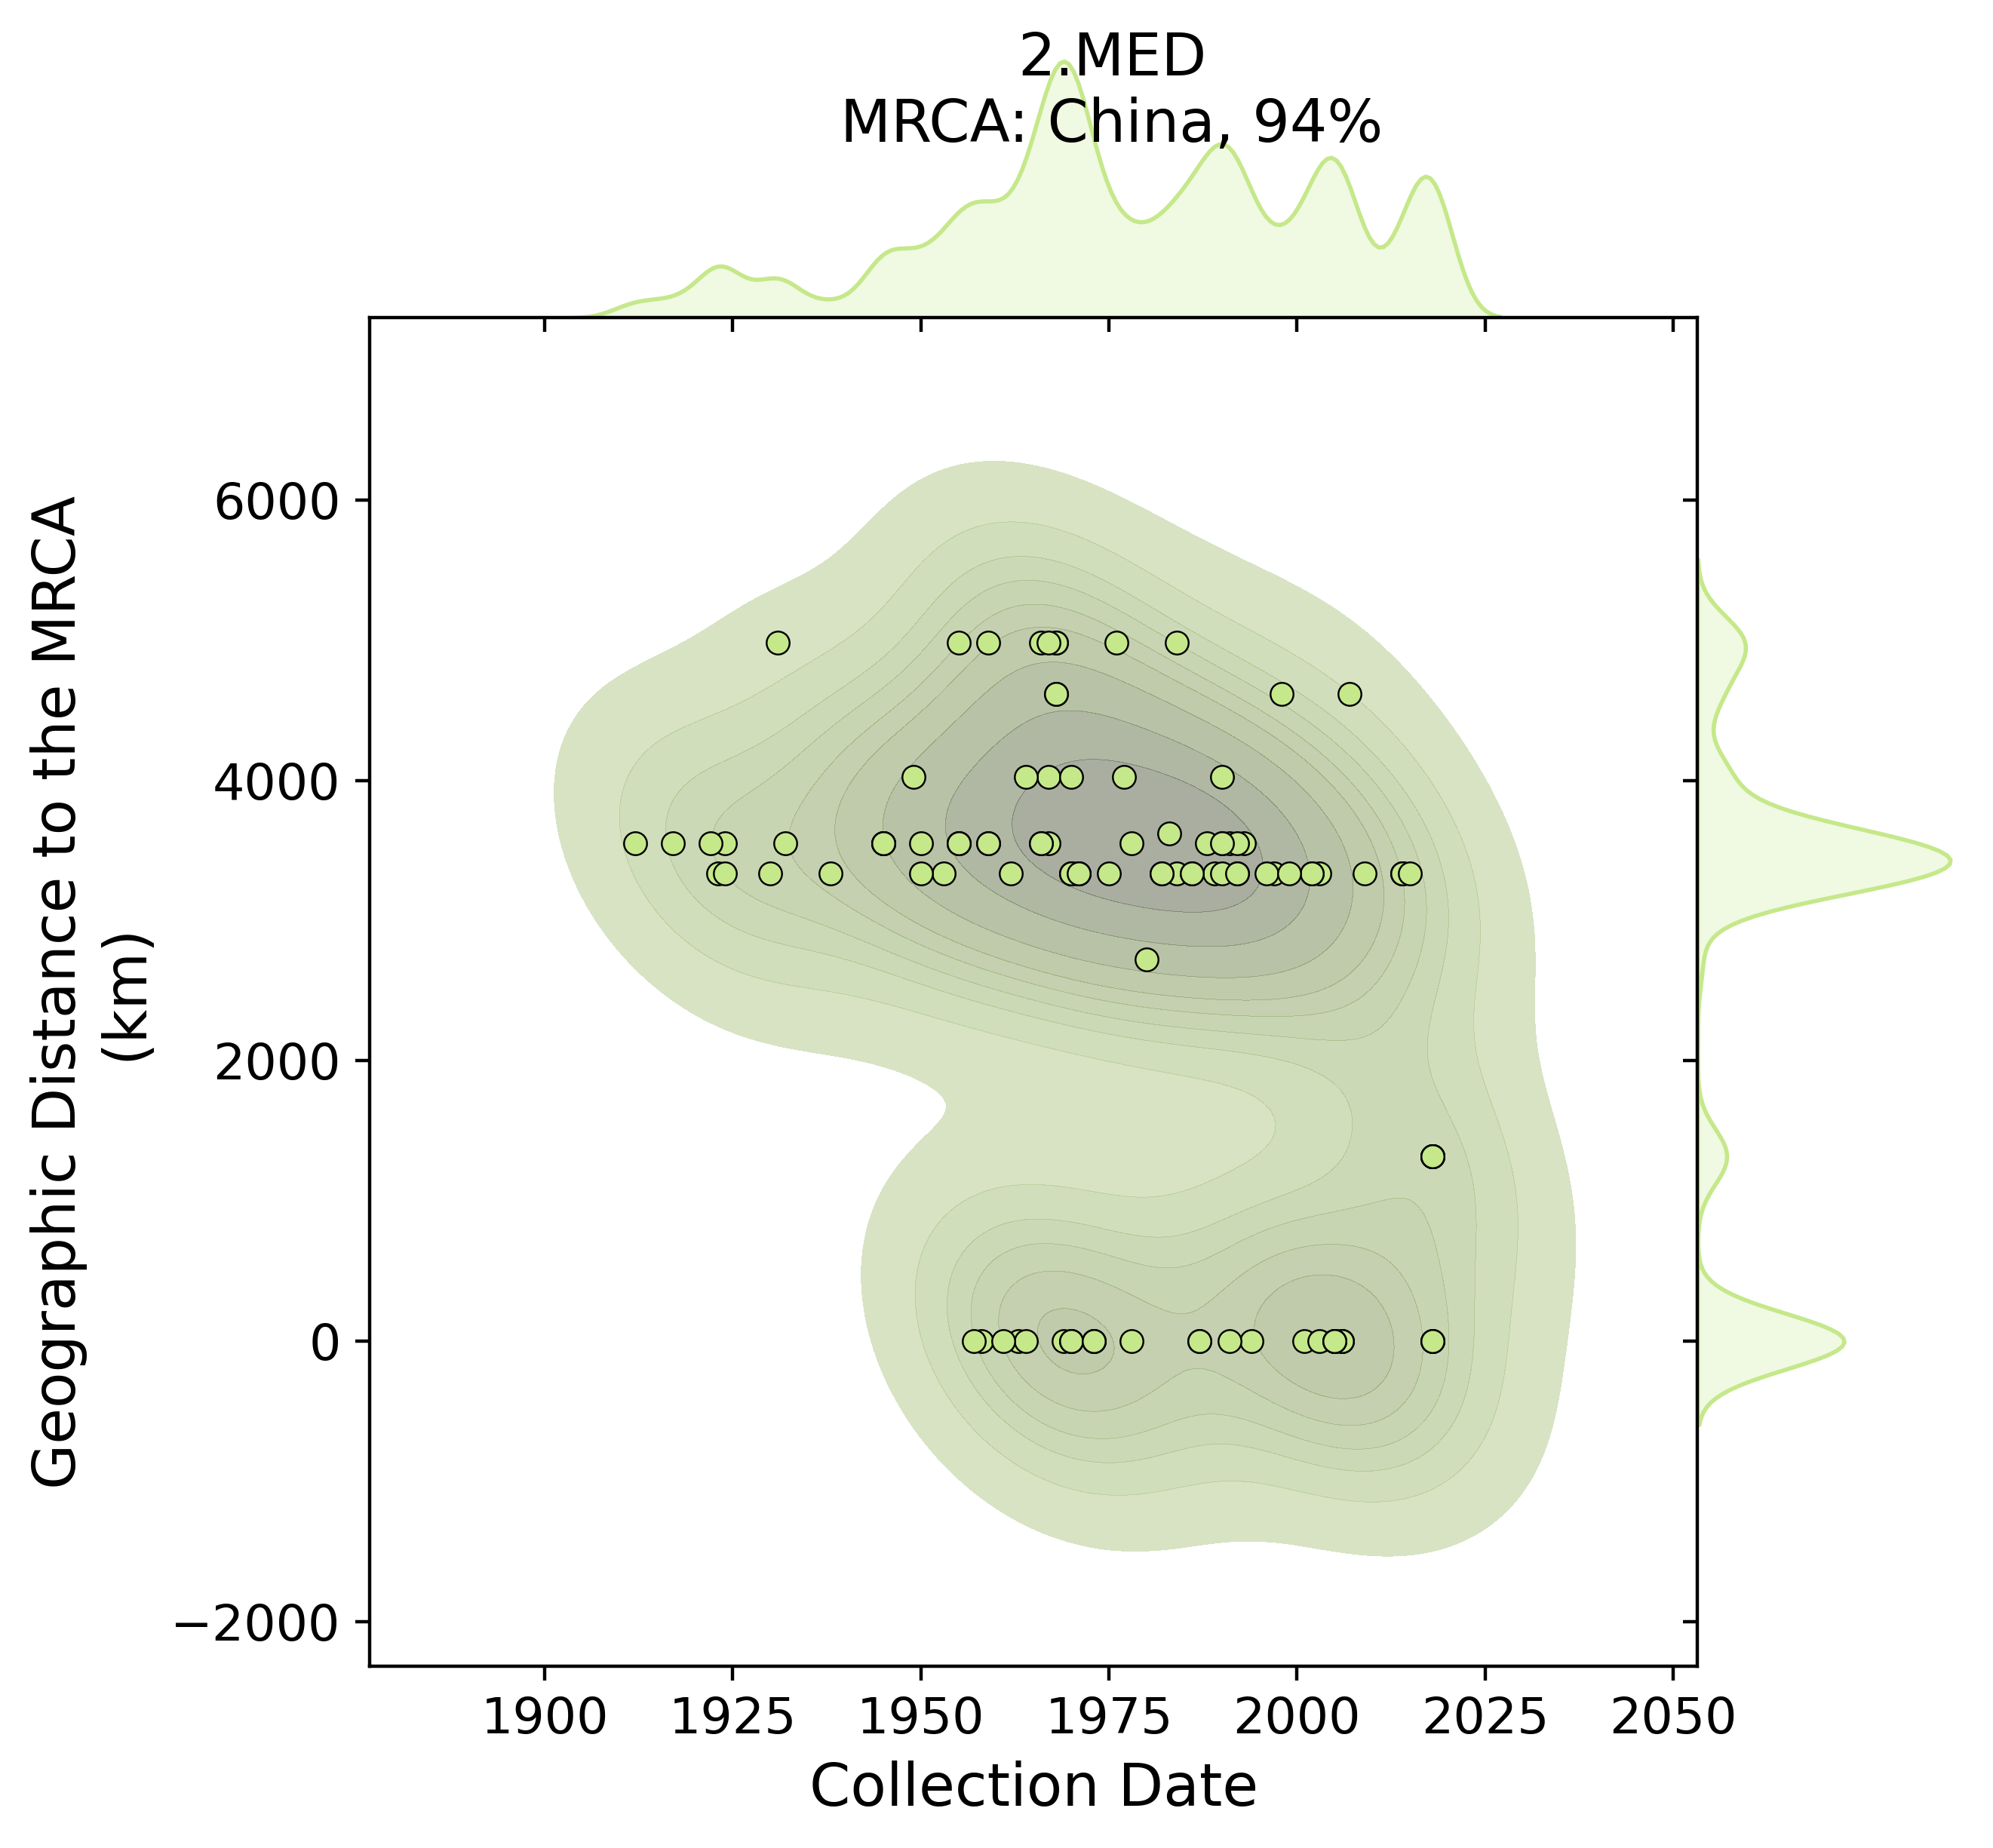 2.MED
MRCA: China, 94%
Geographic Distance to the MRCA
(km)
6000
4000
2000
0
−2000
1900 1925 1950 1975 2000 2025 2050
Collection Date